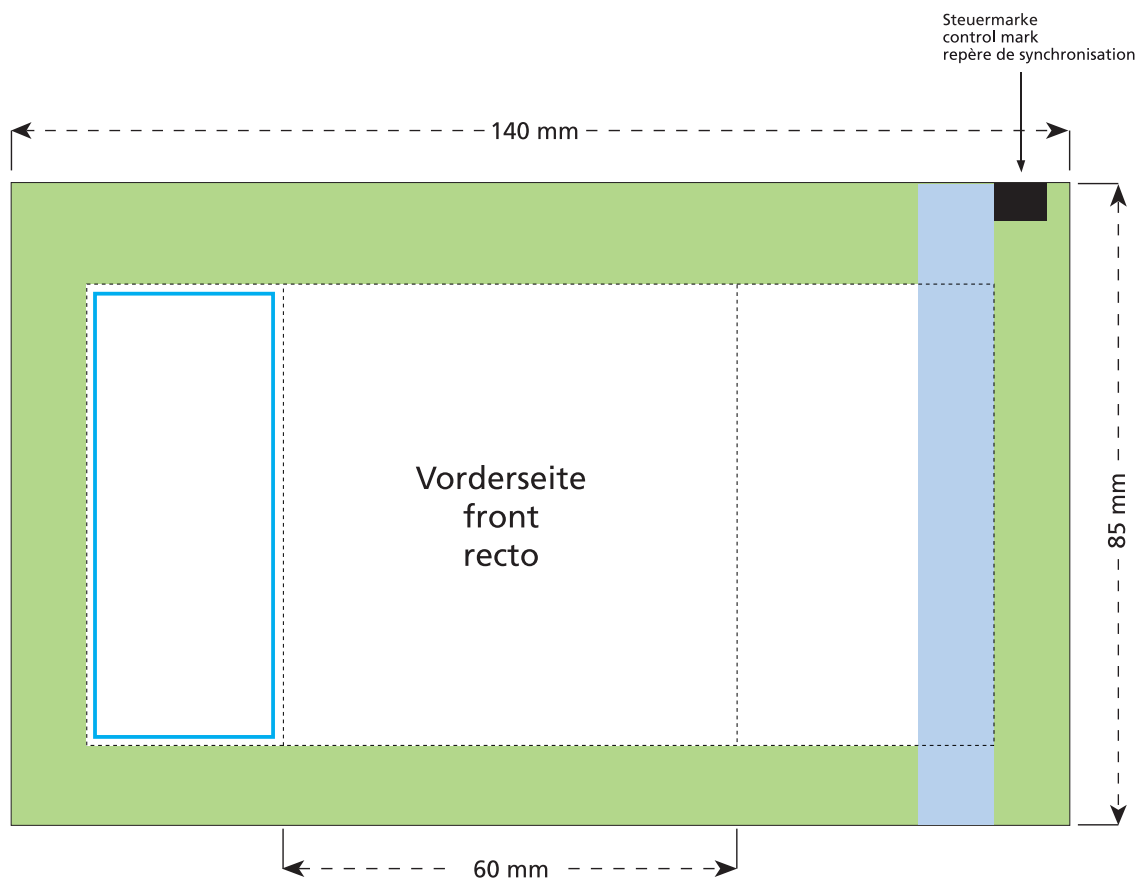 Steuermarke
control mark
repère de synchronisation
140 mm
Vorderseite
front
recto
85 mm
60 mm